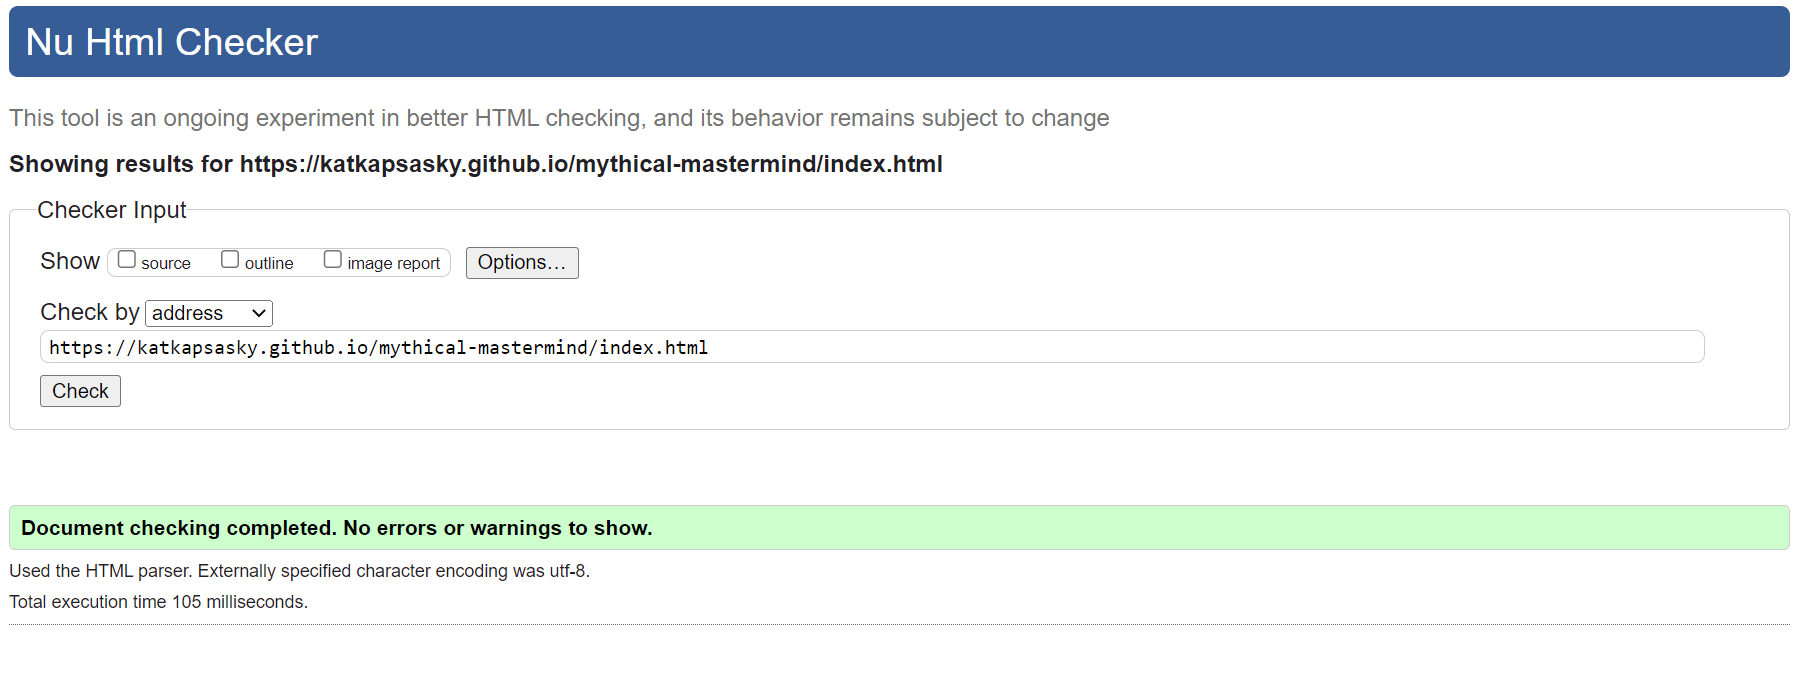 Nu Html Checker
This tool is an ongoing experiment in better HTML checking, and its behavior remains subject to change
Showing results for https://katkapsasky.github.io/mythical-mastermind/index.html
Checker Input
Show source outline image report Options...
Check by address
https://katkapsasky.github.io/mythical-mastermind/index.html
Check
Document checking completed. No errors or warnings to show.
Used the HTML parser. Externally specified character encoding was utf-8.
Total execution time 105 milliseconds.